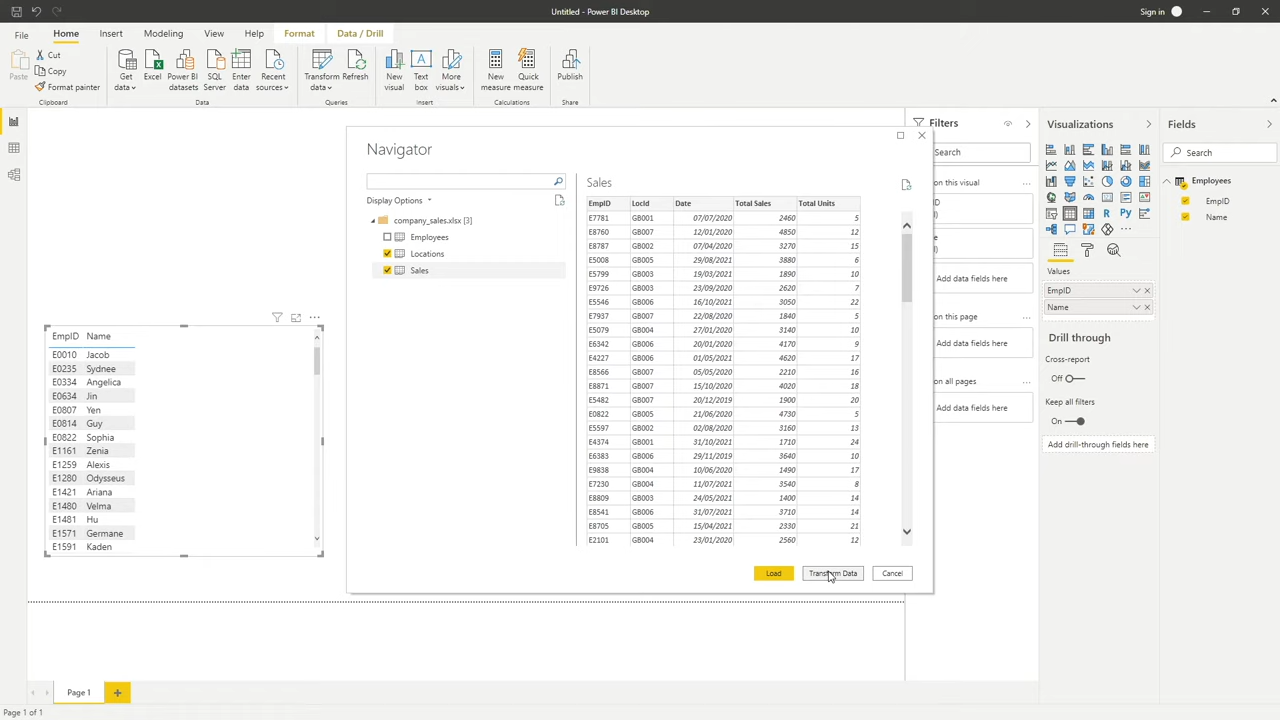 Untitled - Power BI Desktop
Sign in
File
Home
Insert
Modeling
View
Help
Format
Data / Drill
Paste
Cut
Copy
Format painter
Clipboard
Get data
Excel
Power BI datasets
SQL Server
Enter data
Recent sources
Data
Transform data
Refresh
Queries
New visual
Text box
More visuals
Insert
New measure
Quick measure
Calculations
Publish
Share
Navigator
Display Options
company_sales.xlsx [3]
Employees
Locations
Sales
Sales
EmpID LocId Date Total Sales Total Units
E7781 GB001 07/07/2020 2460 5
E8760 GB007 12/01/2020 4850 12
E8787 GB002 07/04/2020 3270 15
E5008 GB005 29/08/2021 3880 6
E5799 GB003 19/03/2021 1890 10
E9726 GB003 23/09/2020 2620 7
E5546 GB006 16/10/2021 3050 22
E7937 GB007 22/08/2020 1840 5
E5079 GB004 27/01/2020 3140 10
E6342 GB006 20/01/2020 4170 9
E4227 GB006 01/05/2021 4620 17
E8566 GB007 05/05/2020 2210 16
E8871 GB007 15/10/2020 4020 18
E5482 GB007 20/12/2019 1900 20
E0822 GB005 21/06/2020 4730 5
E5597 GB002 02/08/2020 3160 13
E4374 GB001 31/10/2021 1710 24
E6383 GB006 29/11/2019 3640 10
E9838 GB004 10/06/2020 1490 17
E7230 GB004 11/07/2021 3540 8
E8809 GB003 24/05/2021 1400 14
E8541 GB006 31/07/2021 3710 14
E8705 GB005 15/04/2021 2330 21
E2101 GB004 23/01/2020 2560 12
Load
Transform Data
Cancel
EmpID Name
E0010 Jacob
E0235 Sydnee
E0334 Angelica
E0634 Jin
E0807 Yen
E0814 Guy
E0822 Sophia
E1161 Zenia
E1259 Alexis
E1280 Odysseus
E1421 Ariana
E1480 Velma
E1481 Hu
E1571 Germane
E1591 Kaden
Filters
Search
on this visual
Add data fields here
on this page
Add data fields here
on all pages
Add data fields here
Visualizations
R Py
Values
EmpID
Name
Drill through
Cross-report
Off
Keep all filters
On
Add drill-through fields here
Fields
Search
Employees
EmpID
Name
Page 1
Page 1 of 1